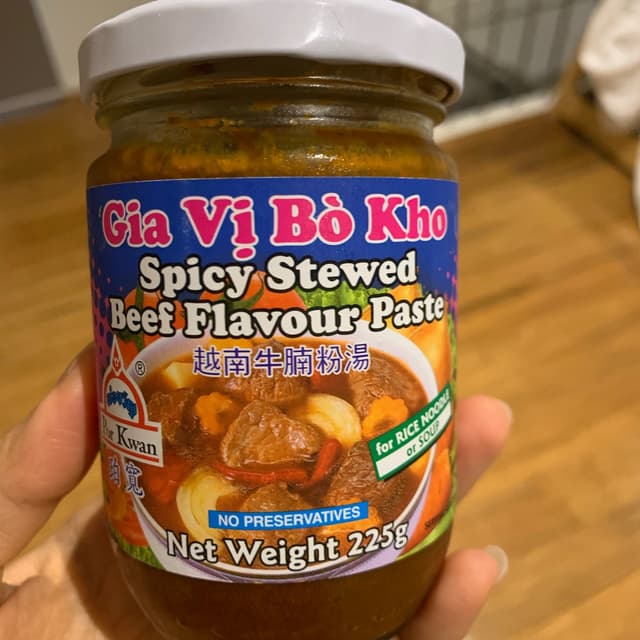 Gia Vị Bò Kho
Spicy Stewed
Beef Flavour Paste
越南牛腩粉湯
®
Por Kwan
寬
for RICE NOODLE
or SOUP
NO PRESERVATIVES
Net Weight 225g